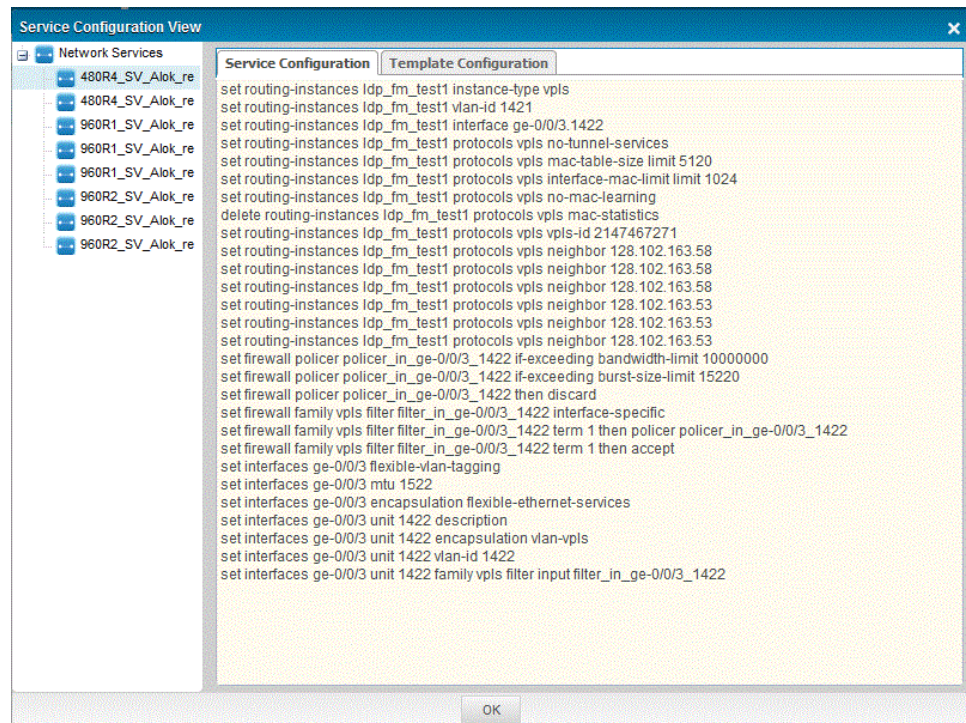 Service Configuration View
Network Services
480R4_SV_Alok_re
480R4_SV_Alok_re
960R1_SV_Alok_re
960R1_SV_Alok_re
960R1_SV_Alok_re
960R2_SV_Alok_re
960R2_SV_Alok_re
960R2_SV_Alok_re
Service Configuration
Template Configuration
set routing-instances ldp_fm_test1 instance-type vpls
set routing-instances ldp_fm_test1 vlan-id 1421
set routing-instances ldp_fm_test1 interface ge-0/0/3.1422
set routing-instances ldp_fm_test1 protocols vpls no-tunnel-services
set routing-instances ldp_fm_test1 protocols vpls mac-table-size limit 5120
set routing-instances ldp_fm_test1 protocols vpls interface-mac-limit limit 1024
set routing-instances ldp_fm_test1 protocols vpls no-mac-learning
delete routing-instances ldp_fm_test1 protocols vpls mac-statistics
set routing-instances ldp_fm_test1 protocols vpls vpls-id 2147467271
set routing-instances ldp_fm_test1 protocols vpls neighbor 128.102.163.58
set routing-instances ldp_fm_test1 protocols vpls neighbor 128.102.163.58
set routing-instances ldp_fm_test1 protocols vpls neighbor 128.102.163.58
set routing-instances ldp_fm_test1 protocols vpls neighbor 128.102.163.53
set routing-instances ldp_fm_test1 protocols vpls neighbor 128.102.163.53
set routing-instances ldp_fm_test1 protocols vpls neighbor 128.102.163.53
set firewall policer policer_in_ge-0/0/3_1422 if-exceeding bandwidth-limit 10000000
set firewall policer policer_in_ge-0/0/3_1422 if-exceeding burst-size-limit 15220
set firewall policer policer_in_ge-0/0/3_1422 then discard
set firewall family vpls filter filter_in_ge-0/0/3_1422 interface-specific
set firewall family vpls filter filter_in_ge-0/0/3_1422 term 1 then policer policer_in_ge-0/0/3_1422
set firewall family vpls filter filter_in_ge-0/0/3_1422 term 1 then accept
set interfaces ge-0/0/3 flexible-vlan-tagging
set interfaces ge-0/0/3 mtu 1522
set interfaces ge-0/0/3 encapsulation flexible-ethernet-services
set interfaces ge-0/0/3 unit 1422 description
set interfaces ge-0/0/3 unit 1422 encapsulation vlan-vpls
set interfaces ge-0/0/3 unit 1422 vlan-id 1422
set interfaces ge-0/0/3 unit 1422 family vpls filter input filter_in_ge-0/0/3_1422
OK